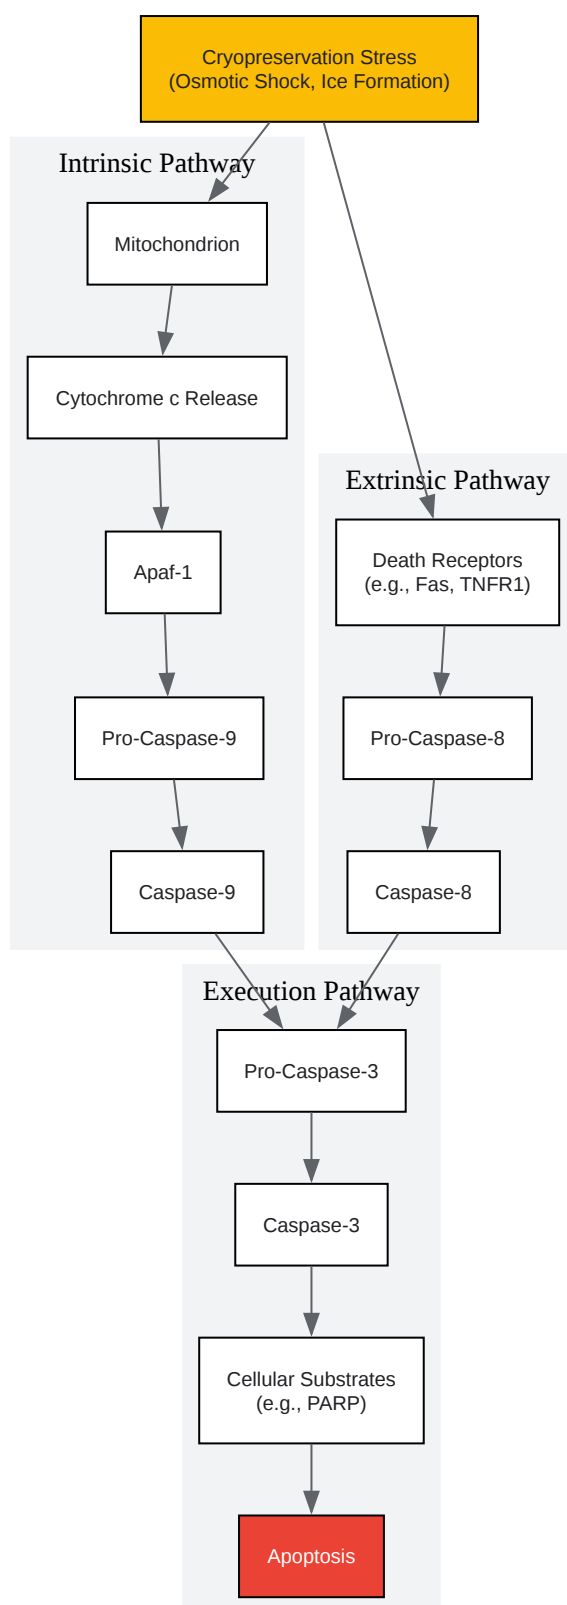 Cryopreservation Stress
(Osmotic Shock, Ice Formation)
Intrinsic Pathway
Mitochondrion
Cytochrome c Release
Apaf-1
Pro-Caspase-9
Caspase-9
Extrinsic Pathway
Death Receptors
(e.g., Fas, TNFR1)
Pro-Caspase-8
Caspase-8
Execution Pathway
Pro-Caspase-3
Caspase-3
Cellular Substrates
(e.g., PARP)
Apoptosis